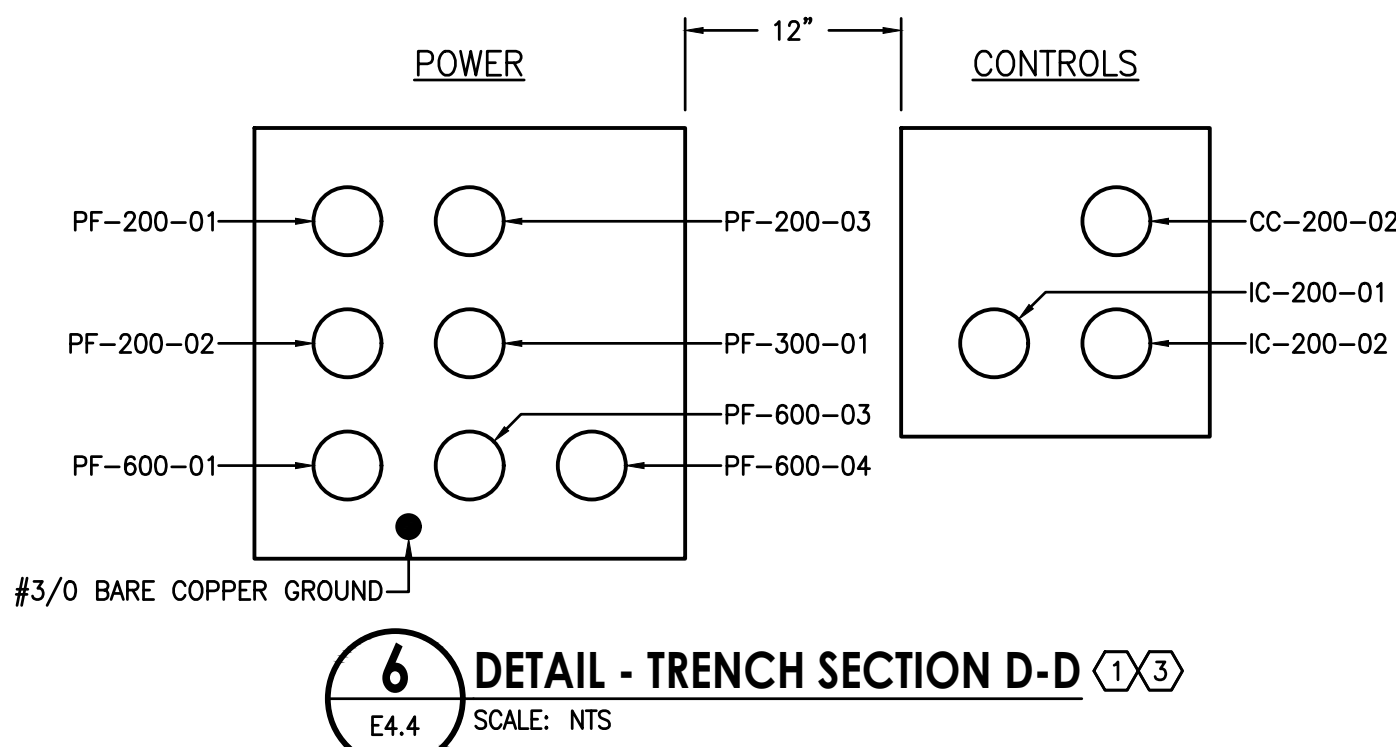 12”
POWER
CONTROLS
PF-200-01
PF-200-03
CC-200-02
IC-200-01
PF-200-02
PF-300-01
IC-200-02
PF-600-03
PF-600-01
PF-600-04
#3/0 BARE COPPER GROUND
6
DETAIL - TRENCH SECTION D-D 1 3
E4.4
SCALE: NTS